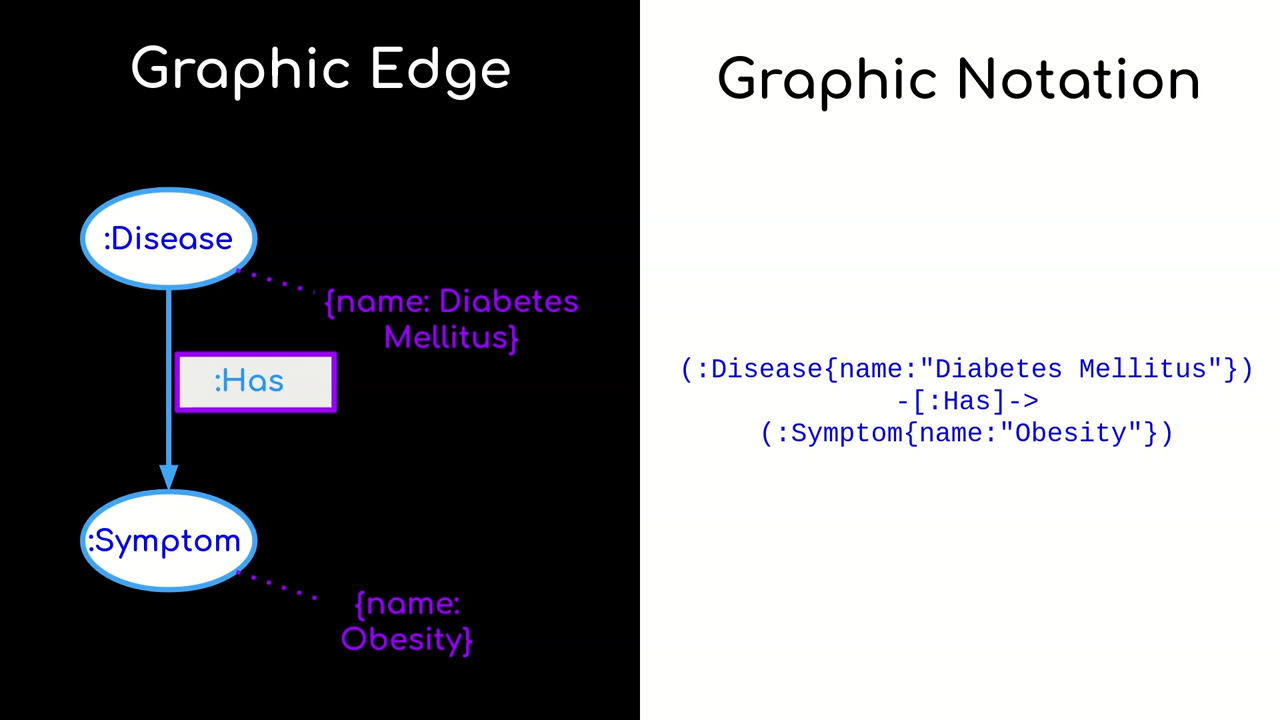 Graphic Edge
:Disease
{name: Diabetes
Mellitus}
:Has
:Symptom
{name:
Obesity}
Graphic Notation
(:Disease{name:"Diabetes Mellitus"})
-[:Has]->
(:Symptom{name:"Obesity"})